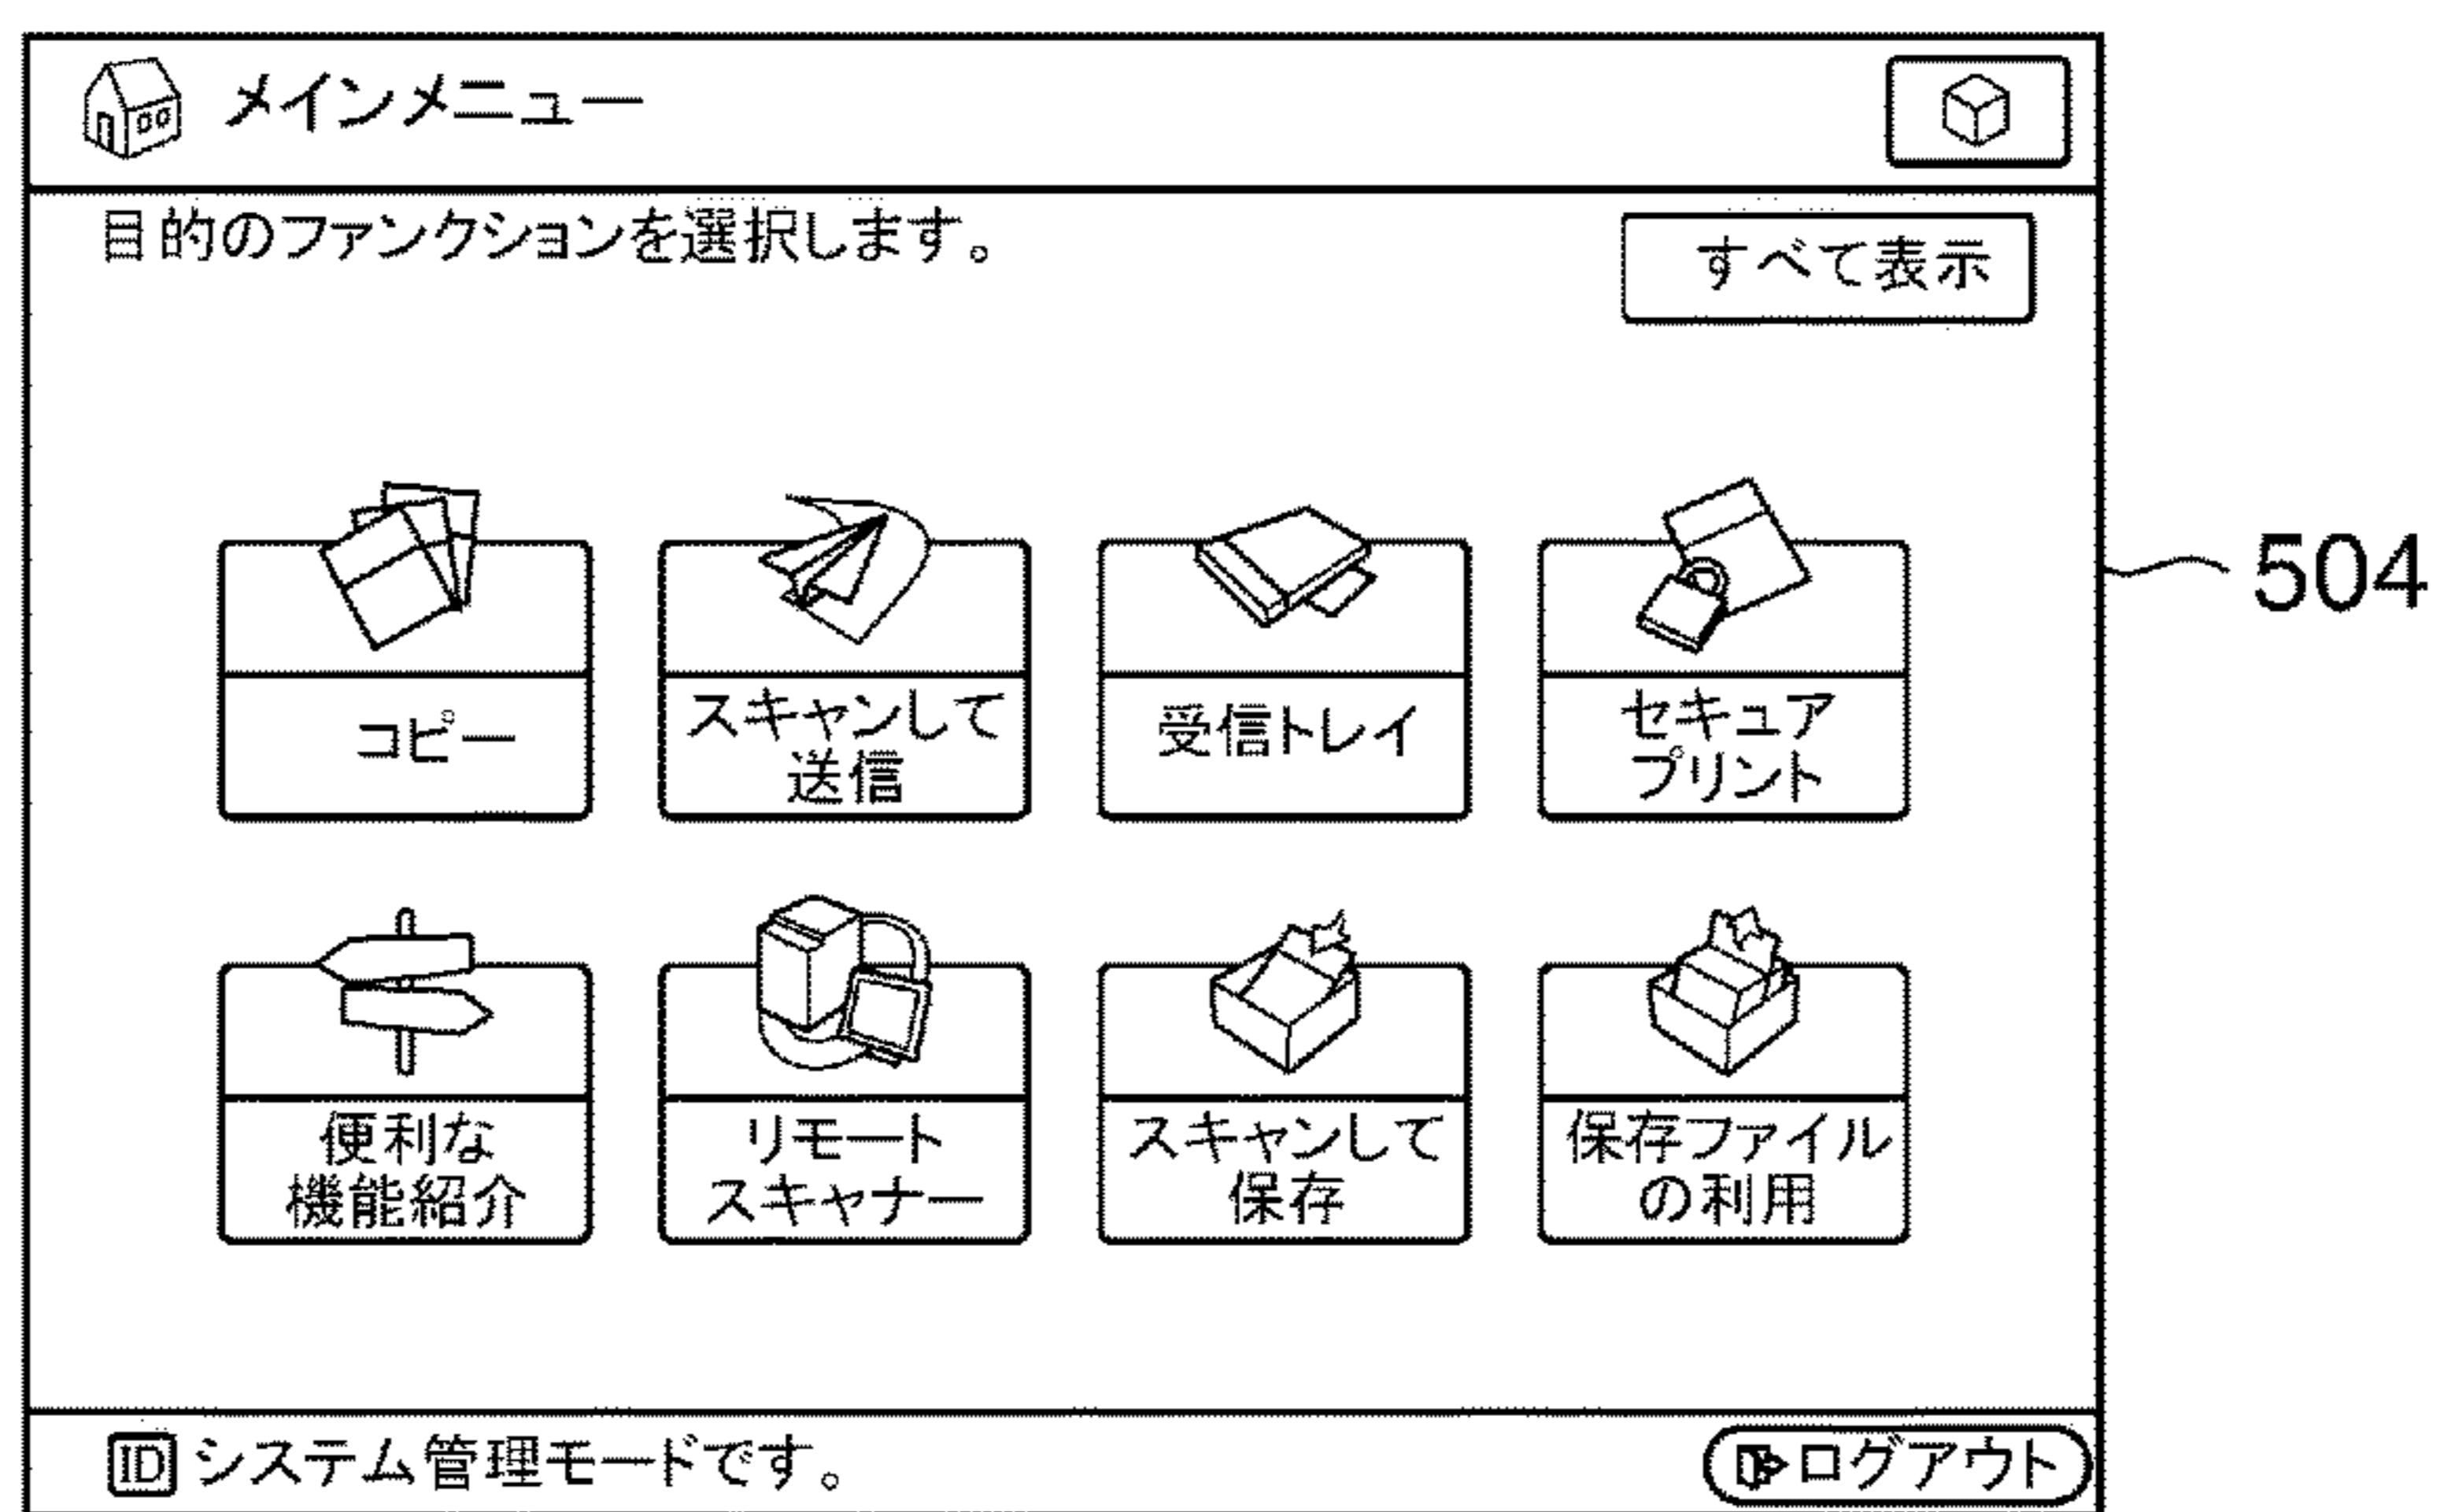 メインメニュー
目的のファンクションを選択します。
すべて表示
504
コピー
スキャンして
送信
受信トレイ
セキュア
プリント
便利な
機能紹介
リモート
スキャナー
スキャンして
保存
保存ファイル
の利用
ID システム管理モードです。
ログアウト